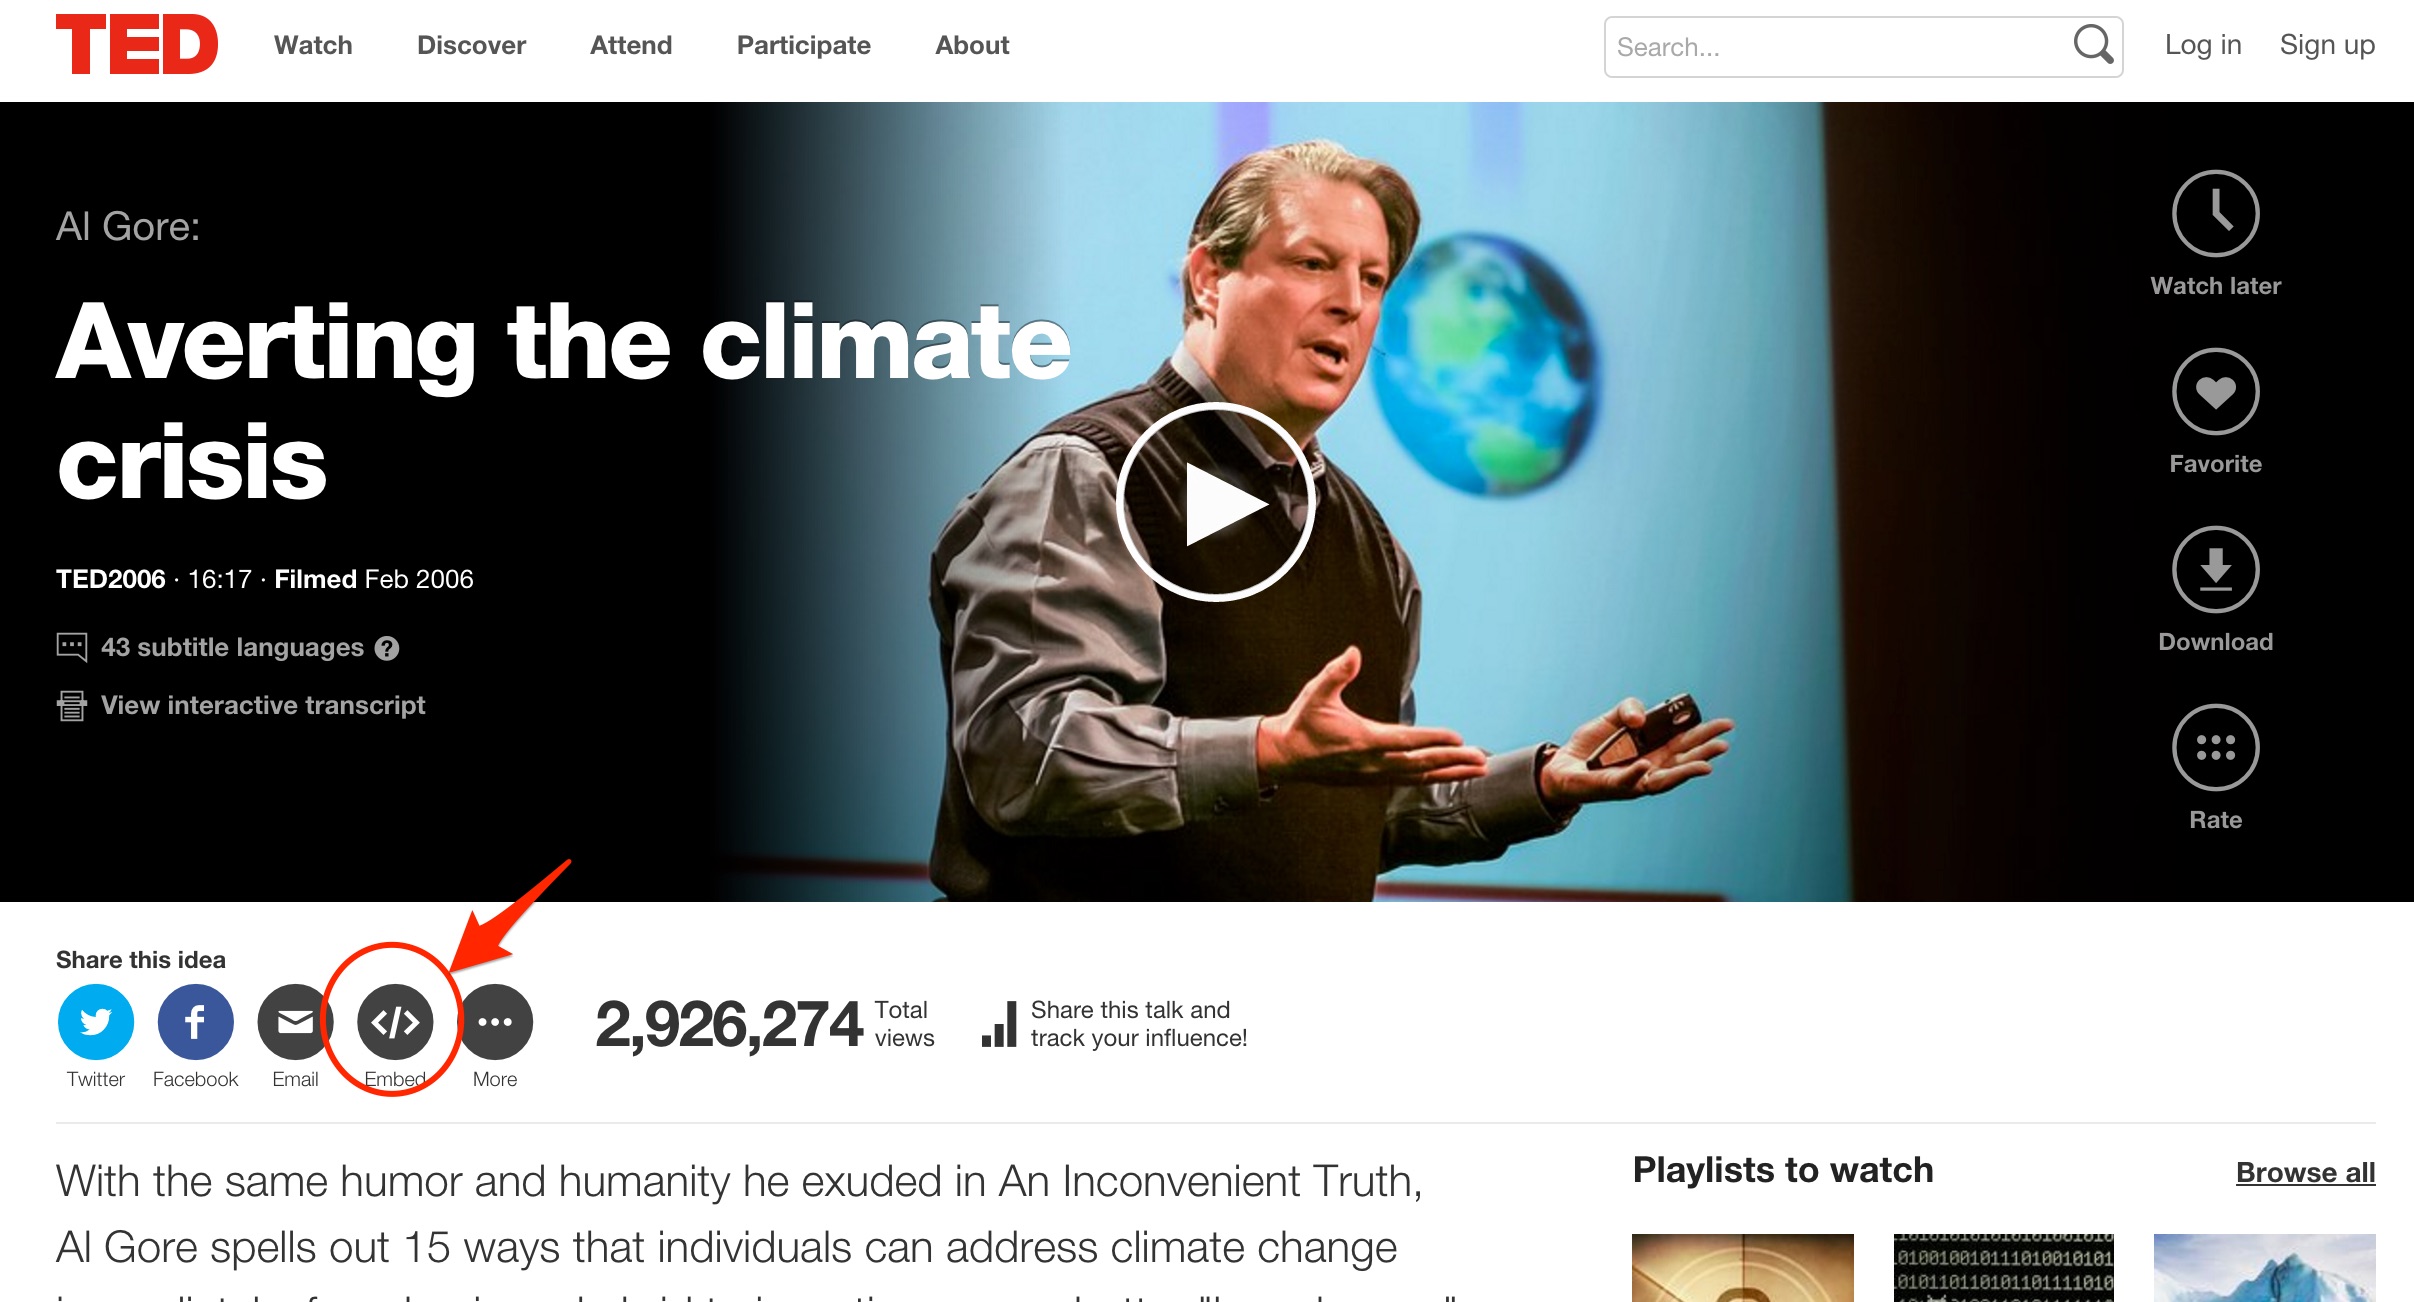 TED Watch Discover Attend Participate About Search... Log in Sign up
Al Gore:
Averting the climate
crisis
TED2006 · 16:17 · Filmed Feb 2006
43 subtitle languages ?
View interactive transcript
Watch later
Favorite
Download
Rate
Share this idea
Twitter
Facebook
Email
Embed
More
2,926,274 Total
views
Share this talk and
track your influence!
With the same humor and humanity he exuded in An Inconvenient Truth,
Al Gore spells out 15 ways that individuals can address climate change
Playlists to watch
Browse all